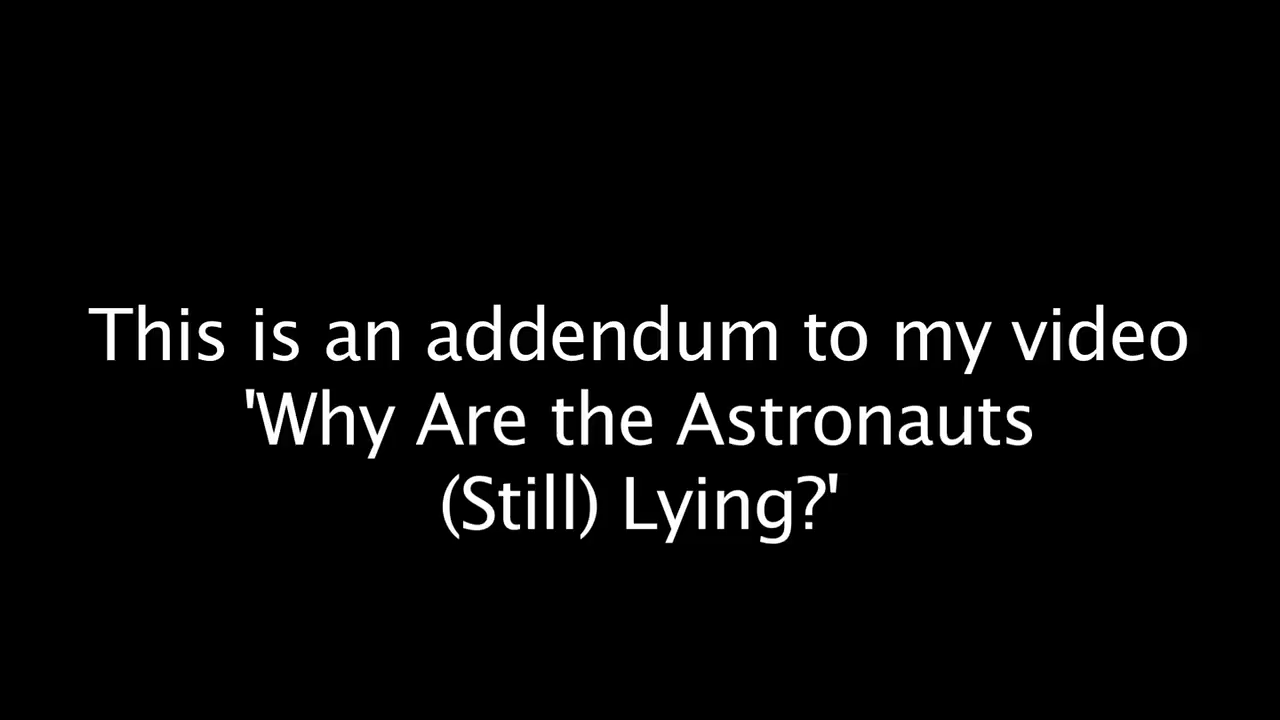 This is an addendum to my video
'Why Are the Astronauts
(Still) Lying?'